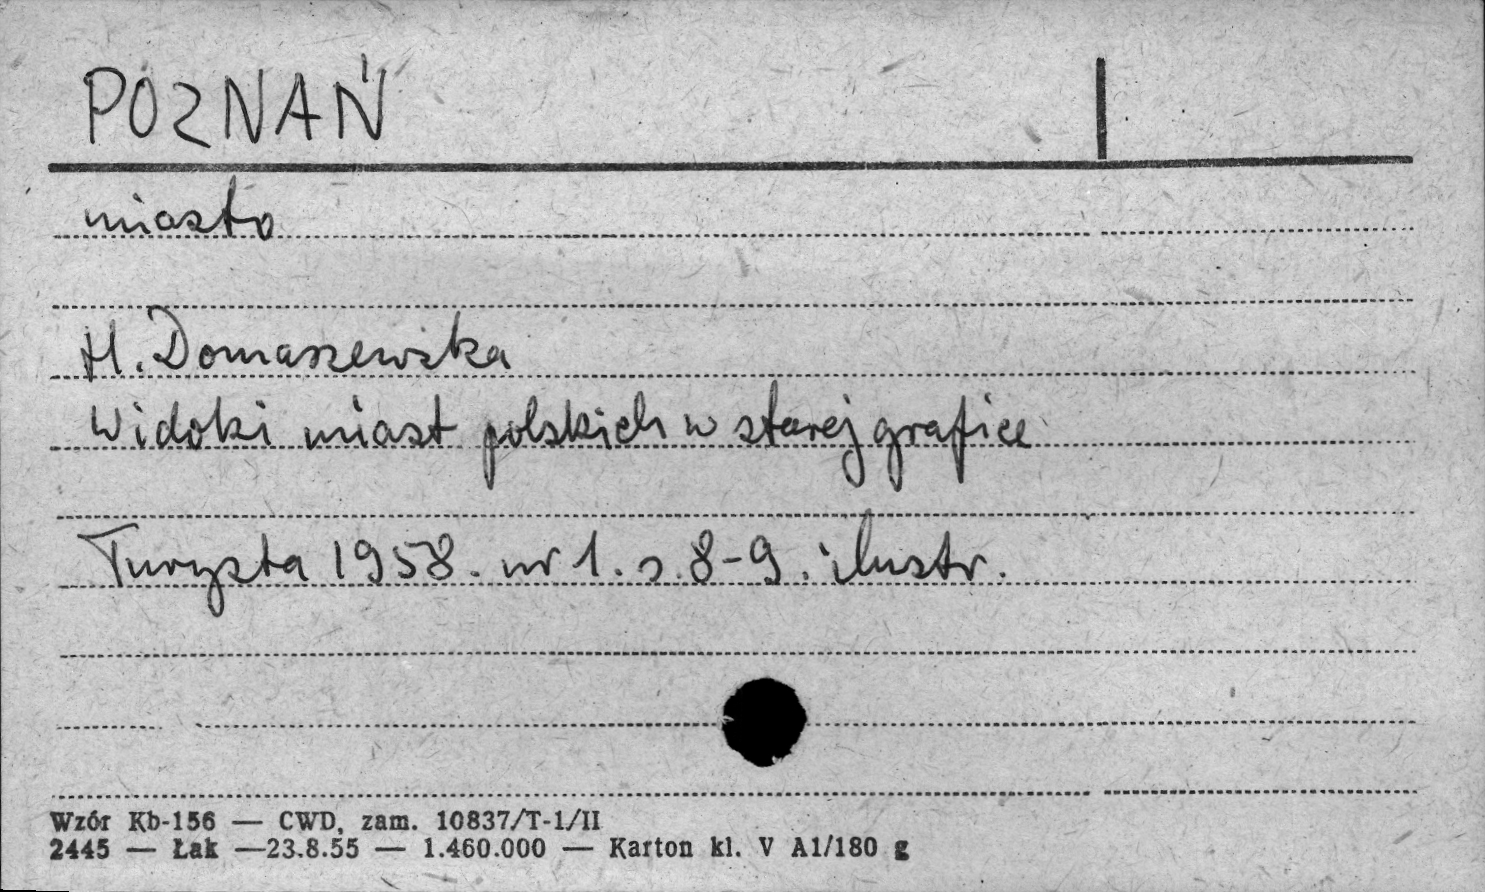 POZNAŃ
miasto
H. Domaszewska
Widoki miast polskich w starej grafice
Turysta 1958. nr 1. s. 8-9. ilustr.
Wzór Kb-156 — CWD, zam. 10837/T-1/II
2445 — Łak —23.8.55 — 1.460.000 — Karton kl. V A1/180 g